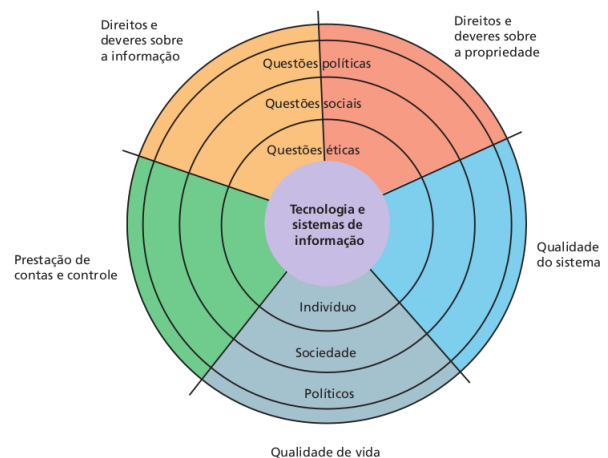 Direitos e
deveres sobre
a informação
Direitos e
deveres sobre
a propriedade
Questões políticas
Questões sociais
Questões éticas
Tecnologia e
sistemas de
informação
Prestação de
contas e controle
Qualidade
do sistema
Indivíduo
Sociedade
Políticos
Qualidade de vida